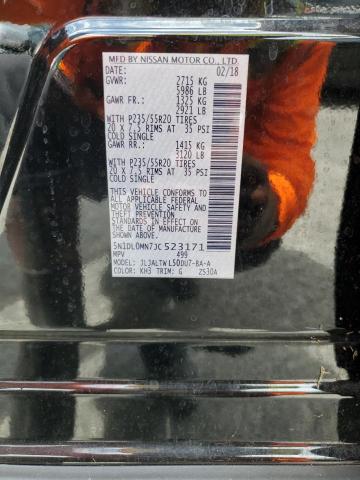 MFD BY NISSAN MOTOR CO., LTD.
DATE: 02/18
GVWR: 2715 KG
5986 LB
GAWR FR: 1325 KG
2921 LB
WITH P235/55R20 TIRES
20 X 7.5 RIMS AT 35 PSI
COLD SINGLE
GAWR RR: 1415 KG
3120 LB
WITH P235/55R20 TIRES
20 X 7.5 RIMS AT 35 PSI
COLD SINGLE
THIS VEHICLE CONFORMS TO
ALL APPLICABLE FEDERAL
MOTOR VEHICLE SAFETY AND
THEFT PREVENTION STANDARDS
IN EFFECT ON THE DATE OF
MANUFACTURE SHOWN ABOVE.
5N1DL0MN7JC523171
MPV 499
MODEL: JLJALTWL50DU7-BA-A
COLOR: KH3 TRIM: G 2530A